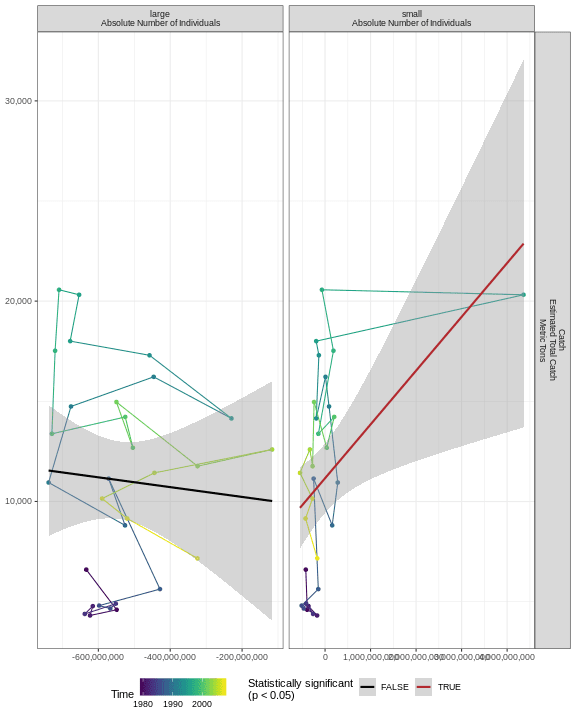 large
Absolute Number of Individuals
small
Absolute Number of Individuals
30,000
20,000
10,000
Catch
Estimated Total Catch
Metric Tons
-600,000,000
-400,000,000
-200,000,000
0
1,000,000,000
2,000,000,000
3,000,000,000
4,000,000,000
Time
1980
1990
2000
Statistically significant
(p < 0.05)
FALSE
TRUE